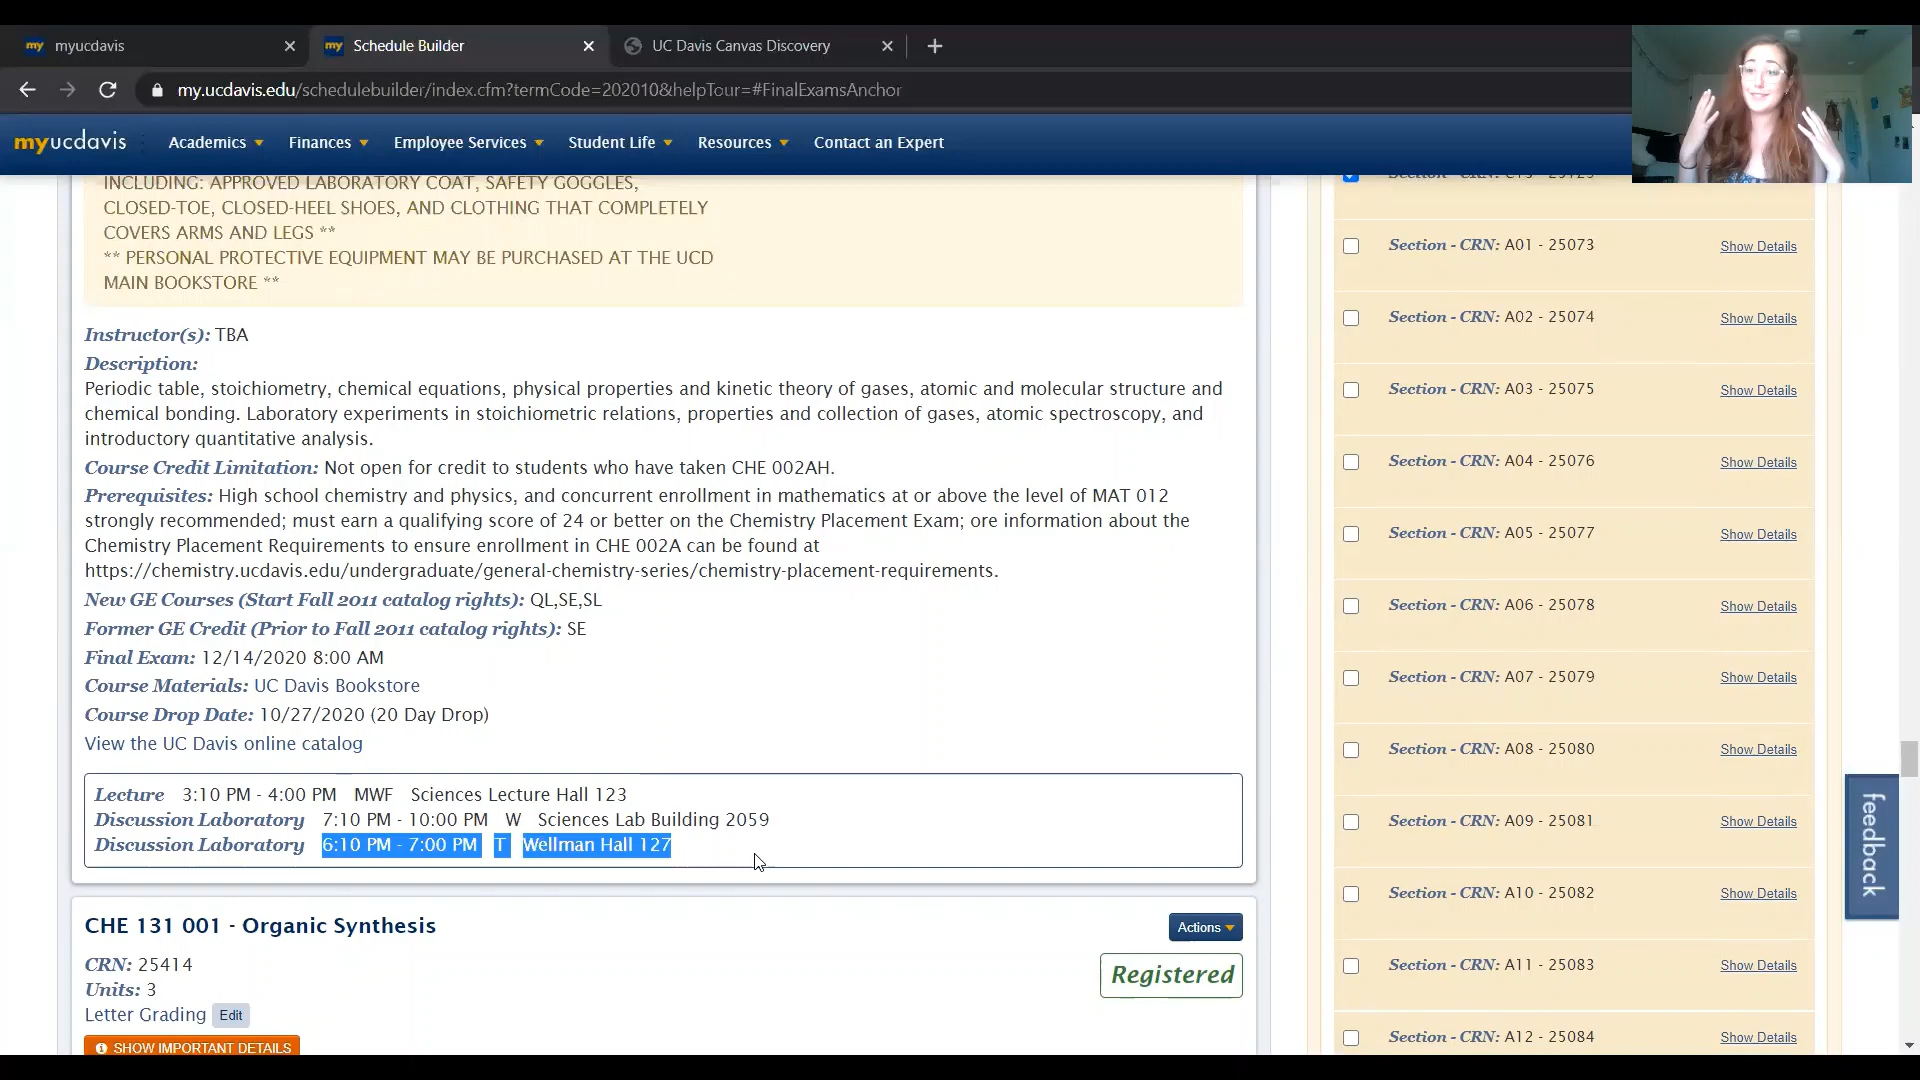 myucdavis
Schedule Builder
UC Davis Canvas Discovery
my.ucdavis.edu/schedulebuilder/index.cfm?termCode=202010&helpTour=#FinalExamsAnchor
myucdavis Academics Finances Employee Services Student Life Resources Contact an Expert
INCLUDING: APPROVED LABORATORY COAT, SAFETY GOGGLES,
CLOSED-TOE, CLOSED-HEEL SHOES, AND CLOTHING THAT COMPLETELY
COVERS ARMS AND LEGS **
** PERSONAL PROTECTIVE EQUIPMENT MAY BE PURCHASED AT THE UCD
MAIN BOOKSTORE **
Instructor(s): TBA
Description:
Periodic table, stoichiometry, chemical equations, physical properties and kinetic theory of gases, atomic and molecular structure and
chemical bonding. Laboratory experiments in stoichiometric relations, properties and collection of gases, atomic spectroscopy, and
introductory quantitative analysis.
Course Credit Limitation: Not open for credit to students who have taken CHE 002AH.
Prerequisites: High school chemistry and physics, and concurrent enrollment in mathematics at or above the level of MAT 012
strongly recommended; must earn a qualifying score of 24 or better on the Chemistry Placement Exam; ore information about the
Chemistry Placement Requirements to ensure enrollment in CHE 002A can be found at
https://chemistry.ucdavis.edu/undergraduate/general-chemistry-series/chemistry-placement-requirements.
New GE Courses (Start Fall 2011 catalog rights): QL,SE,SL
Former GE Credit (Prior to Fall 2011 catalog rights): SE
Final Exam: 12/14/2020 8:00 AM
Course Materials: UC Davis Bookstore
Course Drop Date: 10/27/2020 (20 Day Drop)
View the UC Davis online catalog
Lecture 3:10 PM - 4:00 PM MWF Sciences Lecture Hall 123
Discussion Laboratory 7:10 PM - 10:00 PM W Sciences Lab Building 2059
Discussion Laboratory 6:10 PM - 7:00 PM T Wellman Hall 127
CHE 131 001 - Organic Synthesis
Actions
CRN: 25414
Registered
Units: 3
Letter Grading Edit
SHOW IMPORTANT DETAILS
Section - CRN: A01 - 25073 Show Details
Section - CRN: A02 - 25074 Show Details
Section - CRN: A03 - 25075 Show Details
Section - CRN: A04 - 25076 Show Details
Section - CRN: A05 - 25077 Show Details
Section - CRN: A06 - 25078 Show Details
Section - CRN: A07 - 25079 Show Details
Section - CRN: A08 - 25080 Show Details
Section - CRN: A09 - 25081 Show Details
Section - CRN: A10 - 25082 Show Details
Section - CRN: A11 - 25083 Show Details
Section - CRN: A12 - 25084 Show Details
feedback